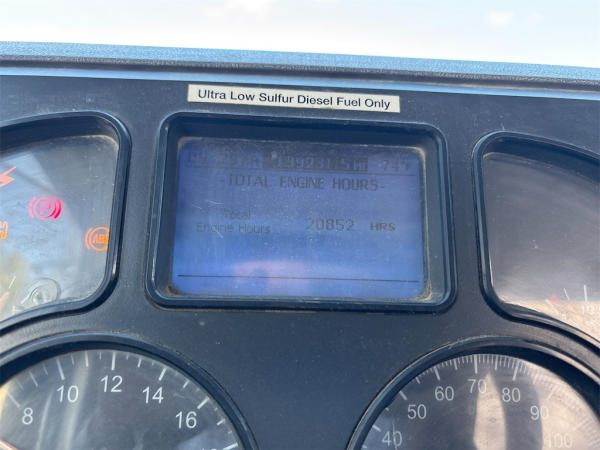 Ultra Low Sulfur Diesel Fuel Only
-TOTAL ENGINE HOURS-
Total
Engine Hours 20852 HRS
ABS
8 10 12 14 16
40 50 60 70 80 90 100